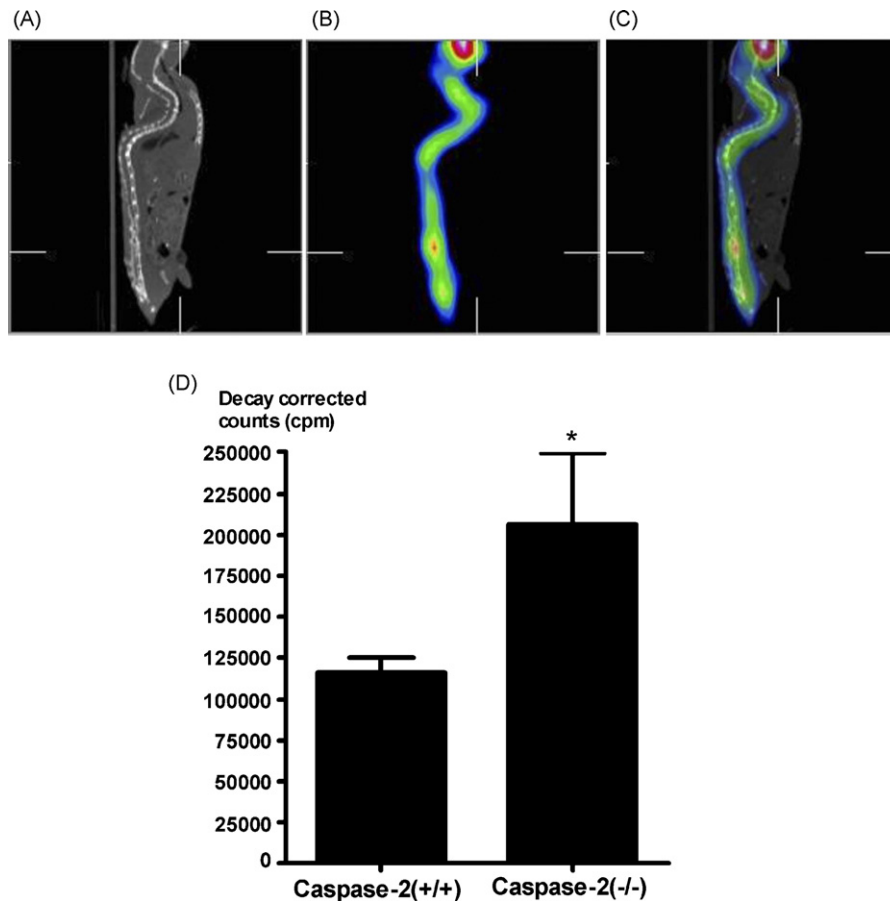 (A)
(B)
(C)
(D)
Decay corrected
counts (cpm)
250000
225000
200000
175000
150000
125000
100000
75000
50000
25000
0
*
Caspase-2(+/+)
Caspase-2(-/-)